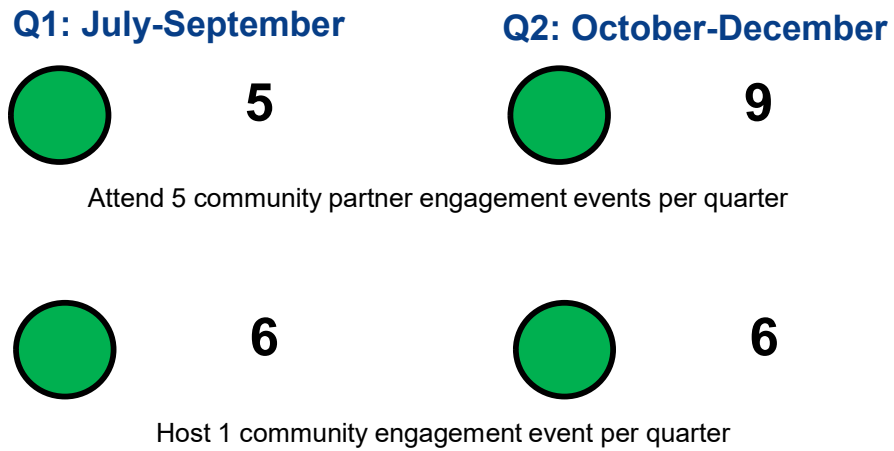 Q1: July-September
Q2: October-December
5
9
Attend 5 community partner engagement events per quarter
6
6
Host 1 community engagement event per quarter